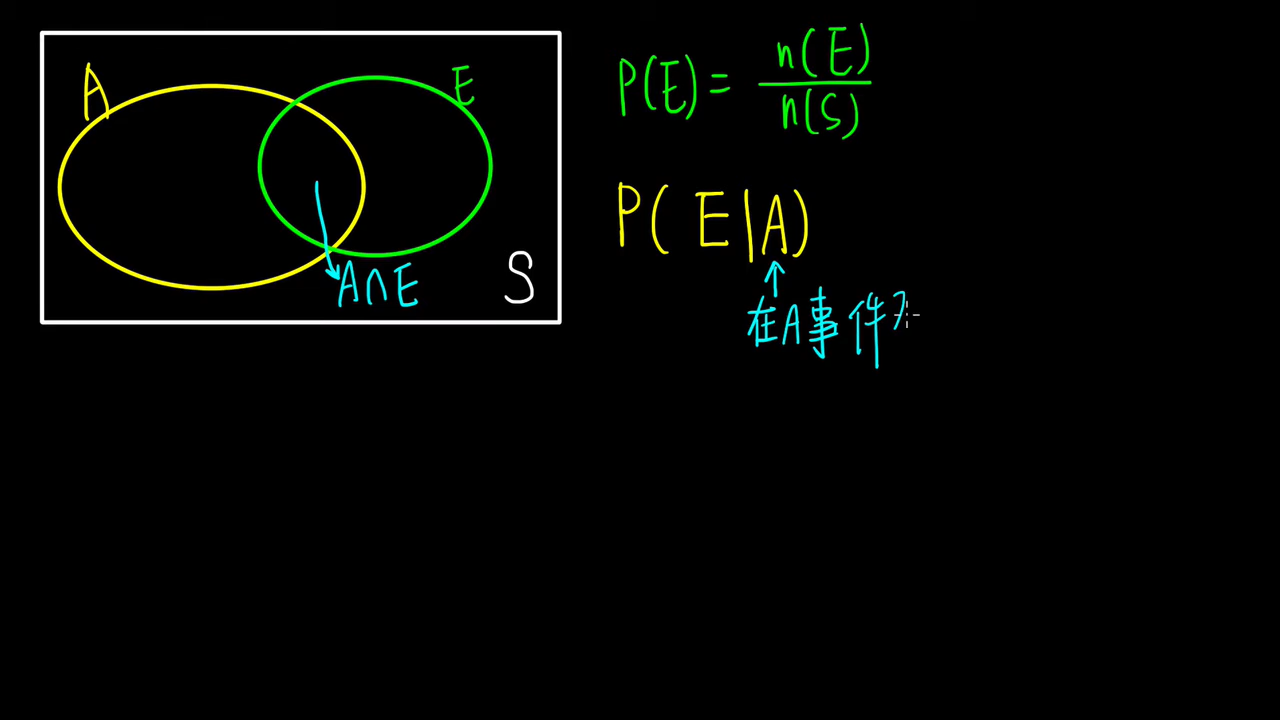 A
E
A∩E
S
P(E) = n(E)/n(S)
P(E|A)
↑
在A事件